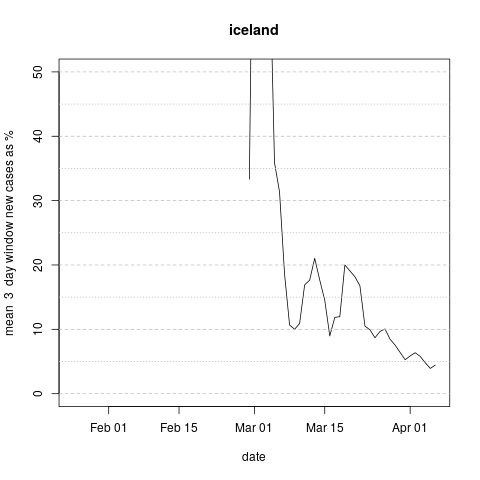 iceland
mean  3  day window new cases as %
50
40
30
20
10
0
Feb 01
Feb 15
Mar 01
Mar 15
Apr 01
date